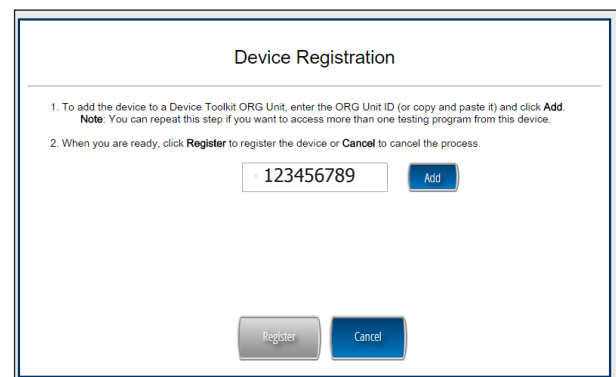 Device Registration
1. To add the device to a Device Toolkit ORG Unit, enter the ORG Unit ID (or copy and paste it) and click Add.
Note: You can repeat this step if you want to access more than one testing program from this device.
2. When you are ready, click Register to register the device or Cancel to cancel the process.
123456789 Add
Register Cancel